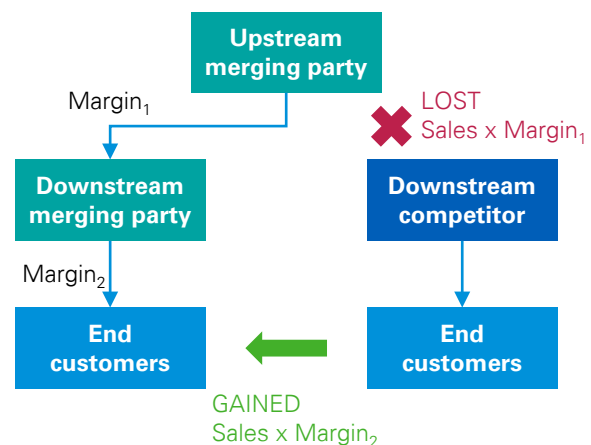 Upstream
merging party
Margin₁
LOST
Sales x Margin₁
Downstream
merging party
Downstream
competitor
Margin₂
End
customers
End
customers
GAINED
Sales x Margin₂